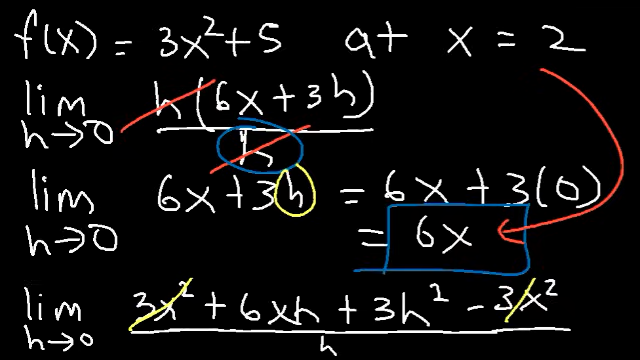 f(x) = 3x² + 5 at x = 2
lim h→0 h(6x + 3h) / h
lim h→0 6x + 3h = 6x + 3(0)
= 6x
lim h→0 3x² + 6xh + 3h² - 3x² / h